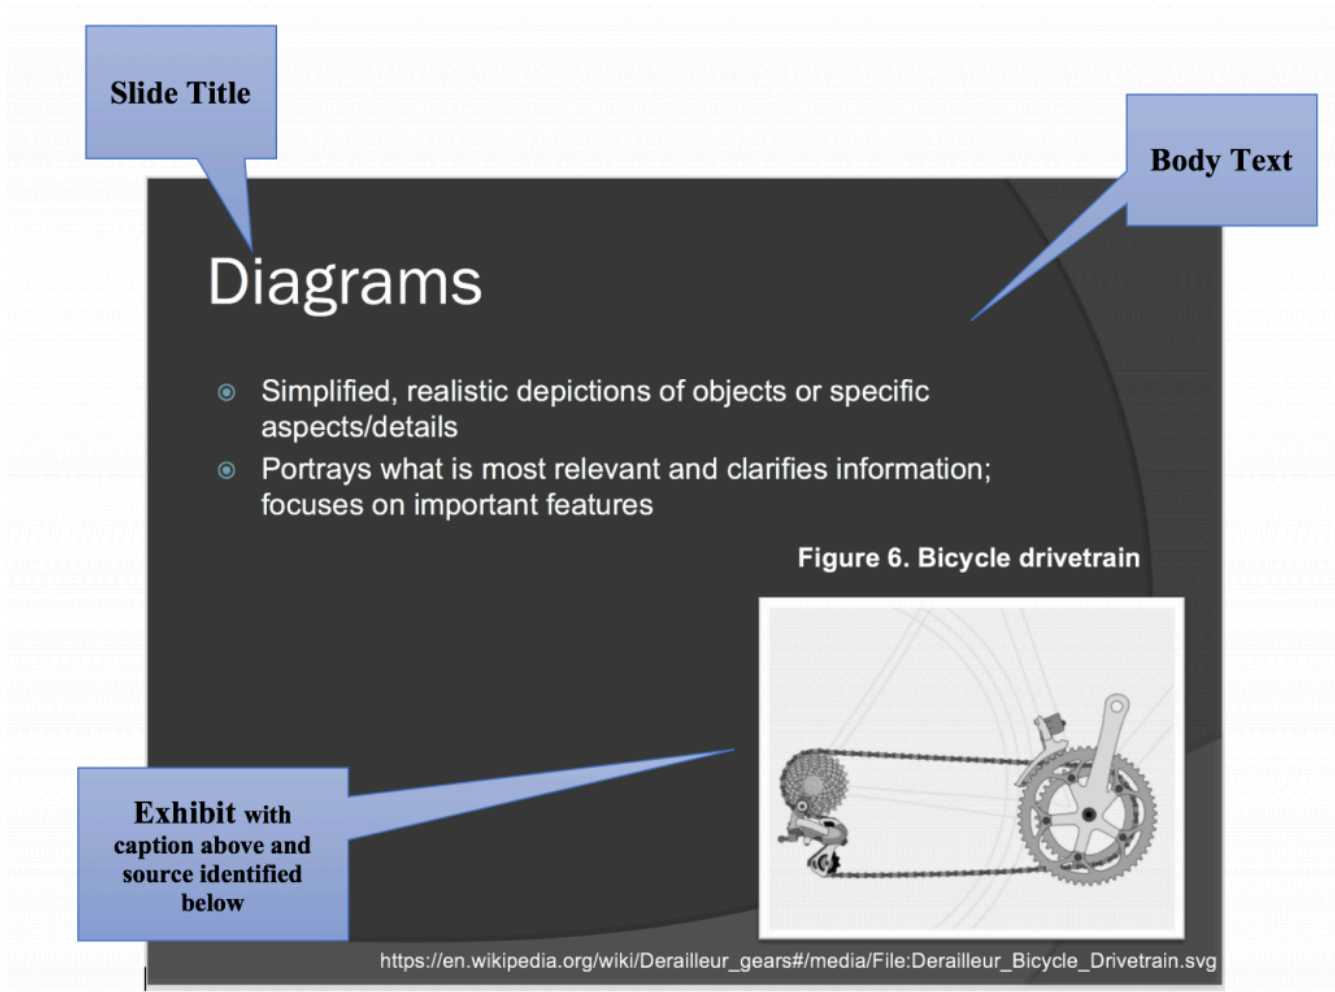 Slide Title
Body Text
Diagrams
Simplified, realistic depictions of objects or specific
aspects/details
Portrays what is most relevant and clarifies information;
focuses on important features
Figure 6. Bicycle drivetrain
Exhibit with
caption above and
source identified
below
https://en.wikipedia.org/wiki/Derailleur_gears#/media/File:Derailleur_Bicycle_Drivetrain.svg